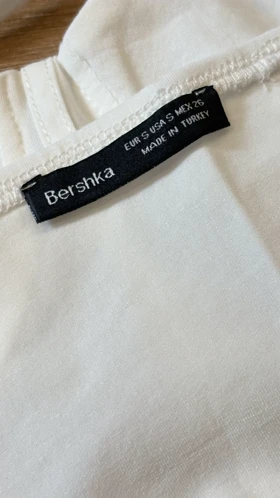 Bershka
EUR S USA S MEX 26
MADE IN TURKEY